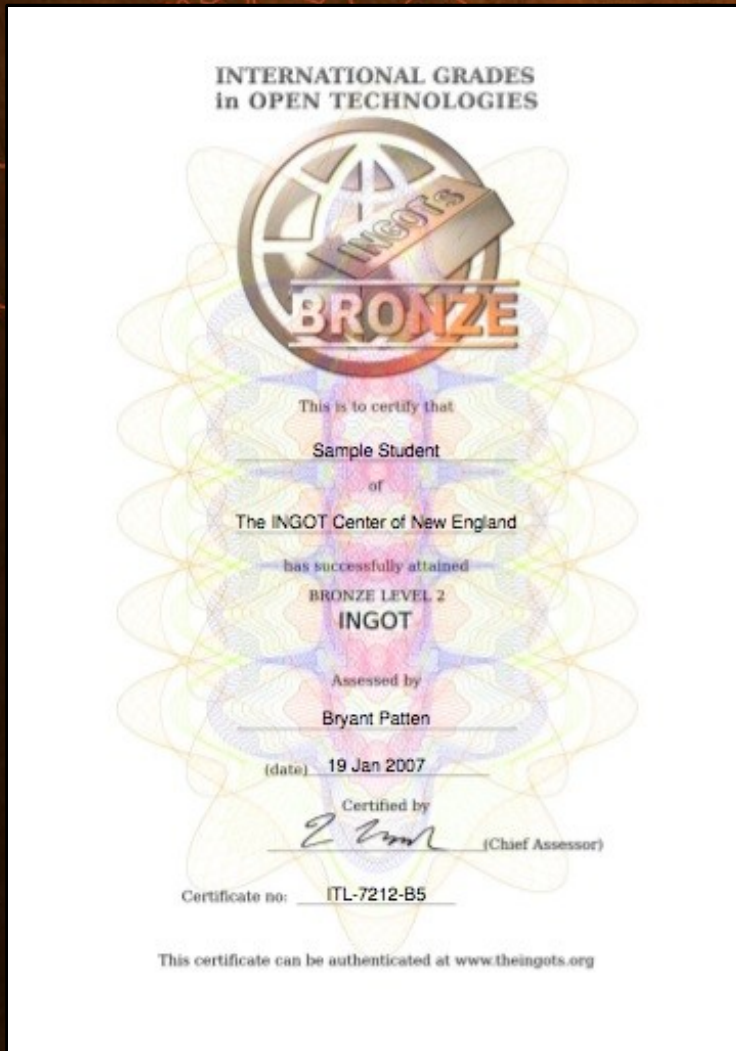 INTERNATIONAL GRADES
in OPEN TECHNOLOGIES
INGOTS
BRONZE
This is to certify that
Sample Student
of
The INGOT Center of New England
has successfully attained
BRONZE LEVEL 2
INGOT
Assessed by
Bryant Patten
(date) 19 Jan 2007
Certified by
(Chief Assessor)
Certificate no: ITL-7212-B5
This certificate can be authenticated at www.theingots.org